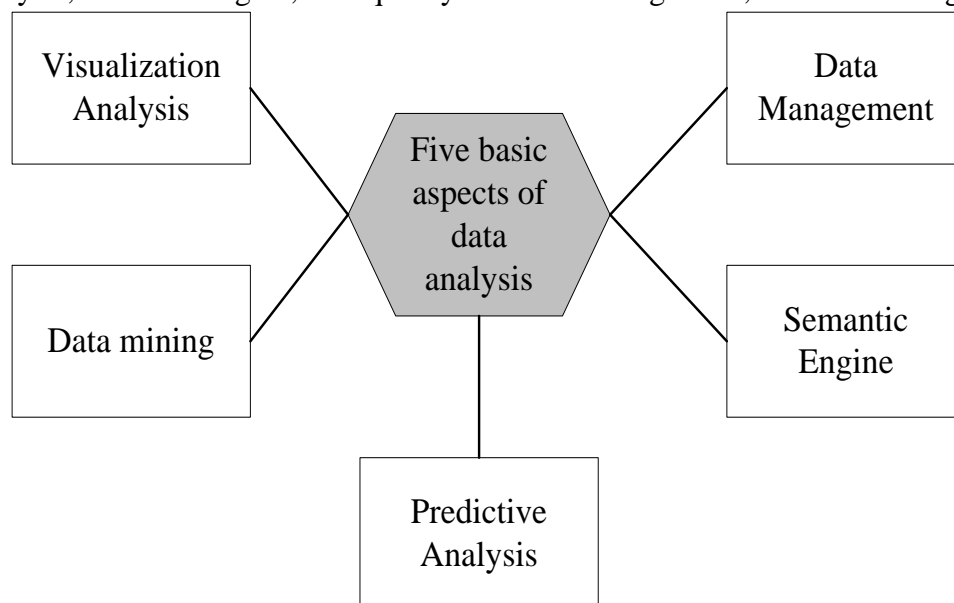 Visualization
Analysis
Data
Management
Five basic
aspects of
data
analysis
Data mining
Semantic
Engine
Predictive
Analysis